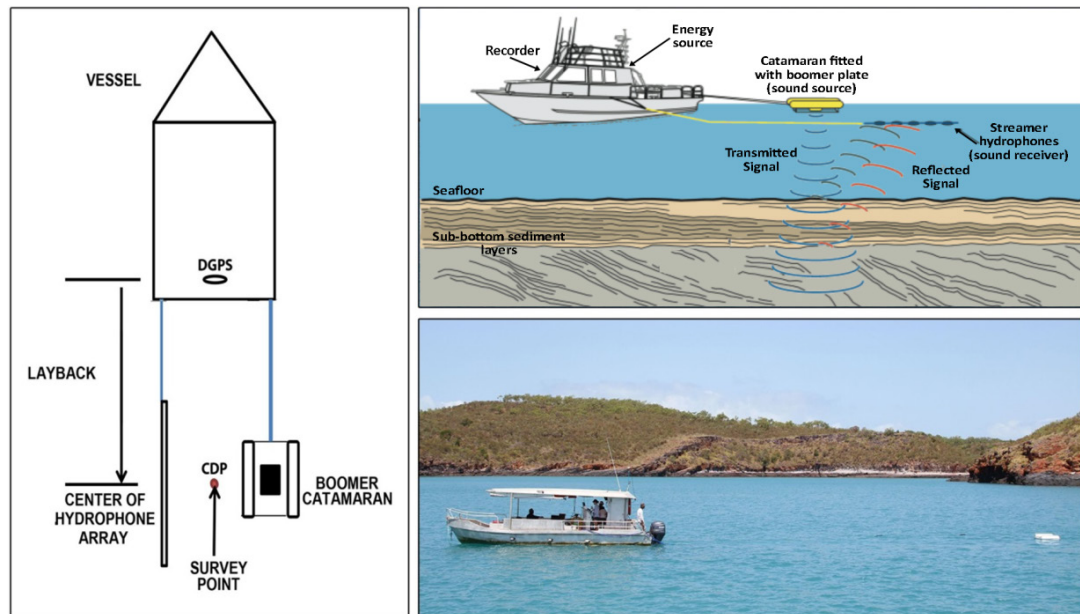 VESSEL
DGPS
LAYBACK
CDP
CENTER OF
HYDROPHONE
ARRAY
BOOMER
CATAMARAN
SURVEY
POINT
Recorder
Energy
source
Catamaran fitted
with boomer plate
(sound source)
Streamer
hydrophones
(sound receiver)
Transmitted
Signal
Reflected
Signal
Seafloor
Sub-bottom sediment
layers